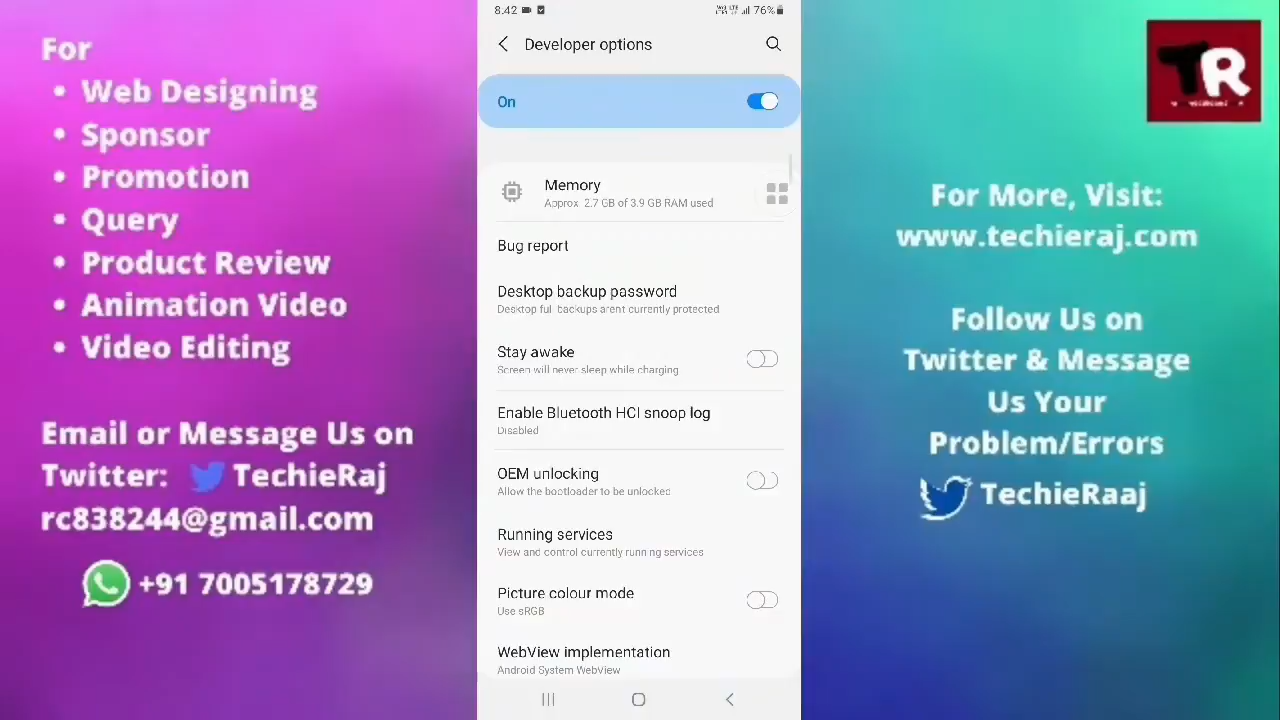 For
• Web Designing
• Sponsor
• Promotion
• Query
• Product Review
• Animation Video
• Video Editing
Email or Message Us on
Twitter: TechieRaj
rc838244@gmail.com
+91 7005178729
8:42
76%
Developer options
On
Memory
Approx. 2.7 GB of 3.9 GB RAM used
Bug report
Desktop backup password
Desktop full backups arent currently protected
Stay awake
Screen will never sleep while charging
Enable Bluetooth HCI snoop log
Disabled
OEM unlocking
Allow the bootloader to be unlocked
Running services
View and control currently running services
Picture colour mode
Use sRGB
WebView implementation
Android System WebView
TR
For More, Visit:
www.techieraj.com
Follow Us on
Twitter & Message
Us Your
Problem/Errors
TechieRaaj